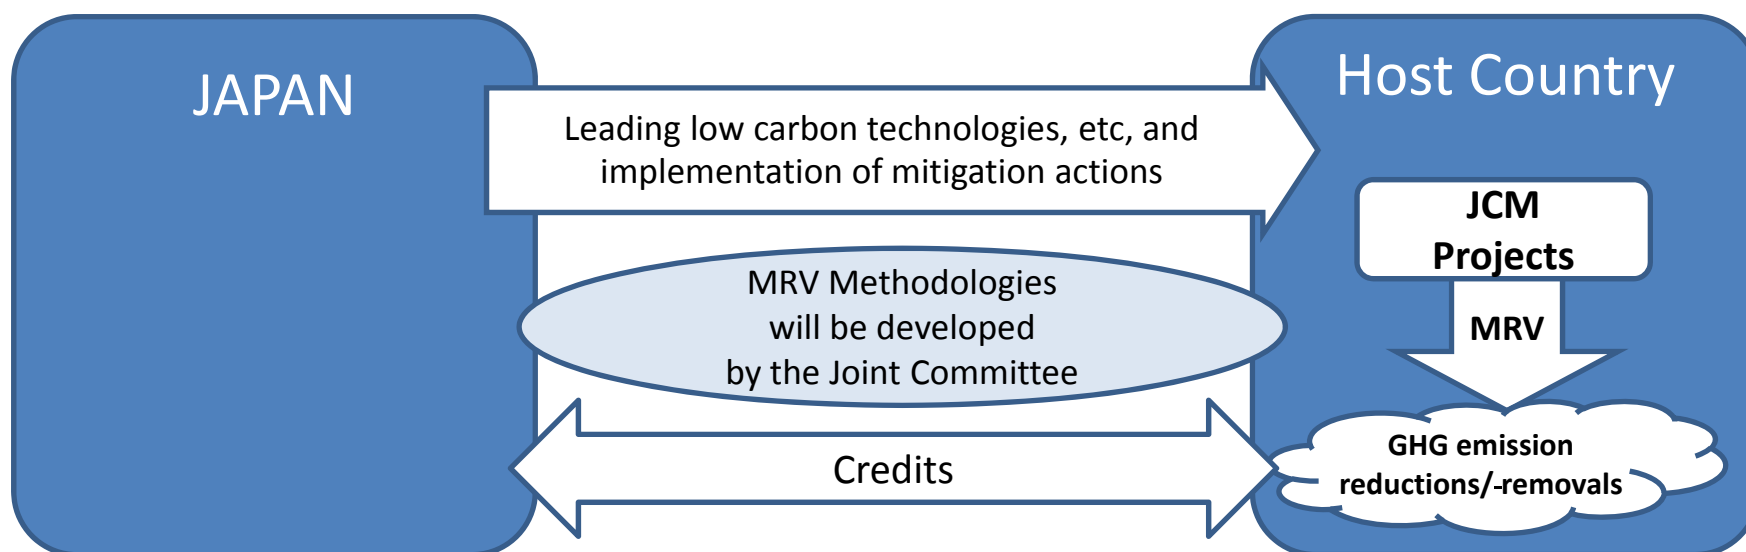 JAPAN
Host Country
Leading low carbon technologies, etc, and
implementation of mitigation actions
JCM
Projects
MRV Methodologies
will be developed
by the Joint Committee
MRV
Credits
GHG emission
reductions/-removals